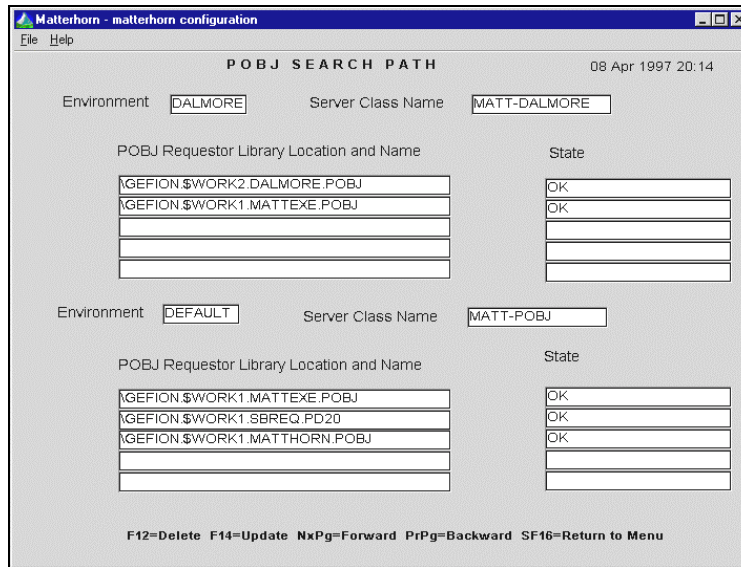 Matterhorn - matterhorn configuration
File Help
POBJ SEARCH PATH 08 Apr 1997 20:14
Environment DALMORE Server Class Name MATT-DALMORE
POBJ Requestor Library Location and Name State
\GEFION.$WORK2.DALMORE.POBJ OK
\GEFION.$WORK1.MATTEXE.POBJ OK
Environment DEFAULT Server Class Name MATT-POBJ
POBJ Requestor Library Location and Name State
\GEFION.$WORK1.MATTEXE.POBJ OK
\GEFION.$WORK1.SBREQ.PD20 OK
\GEFION.$WORK1.MATTHORN.POBJ OK
F12=Delete F14=Update NxPg=Forward PrPg=Backward SF16=Return to Menu